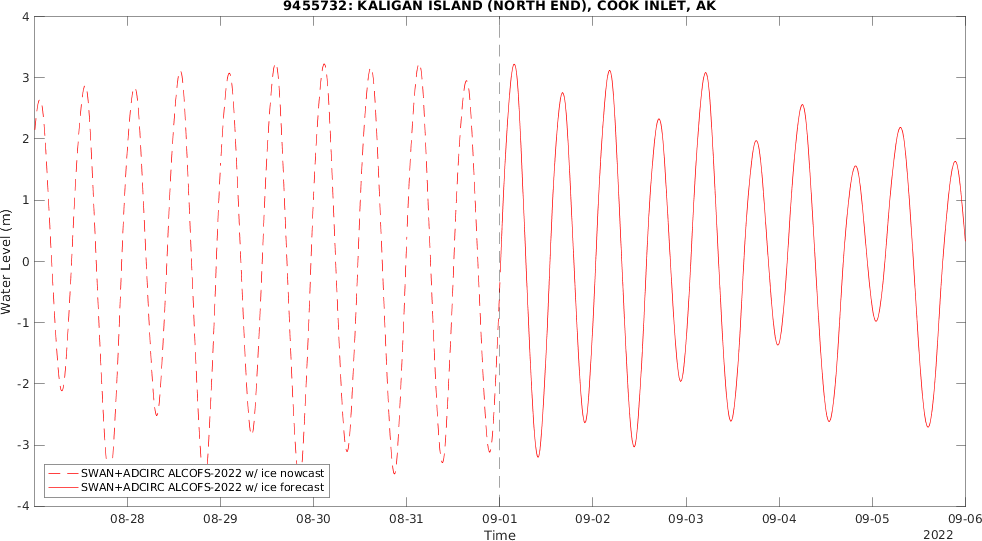 9455732: KALIGAN ISLAND (NORTH END), COOK INLET, AK
4
3
2
1
0
-1
-2
-3
-4
Water Level (m)
SWAN+ADCIRC ALCOFS-2022 w/ ice nowcast
SWAN+ADCIRC ALCOFS-2022 w/ ice forecast
08-28 08-29 08-30 08-31 09-01 09-02 09-03 09-04 09-05 09-06
Time
2022